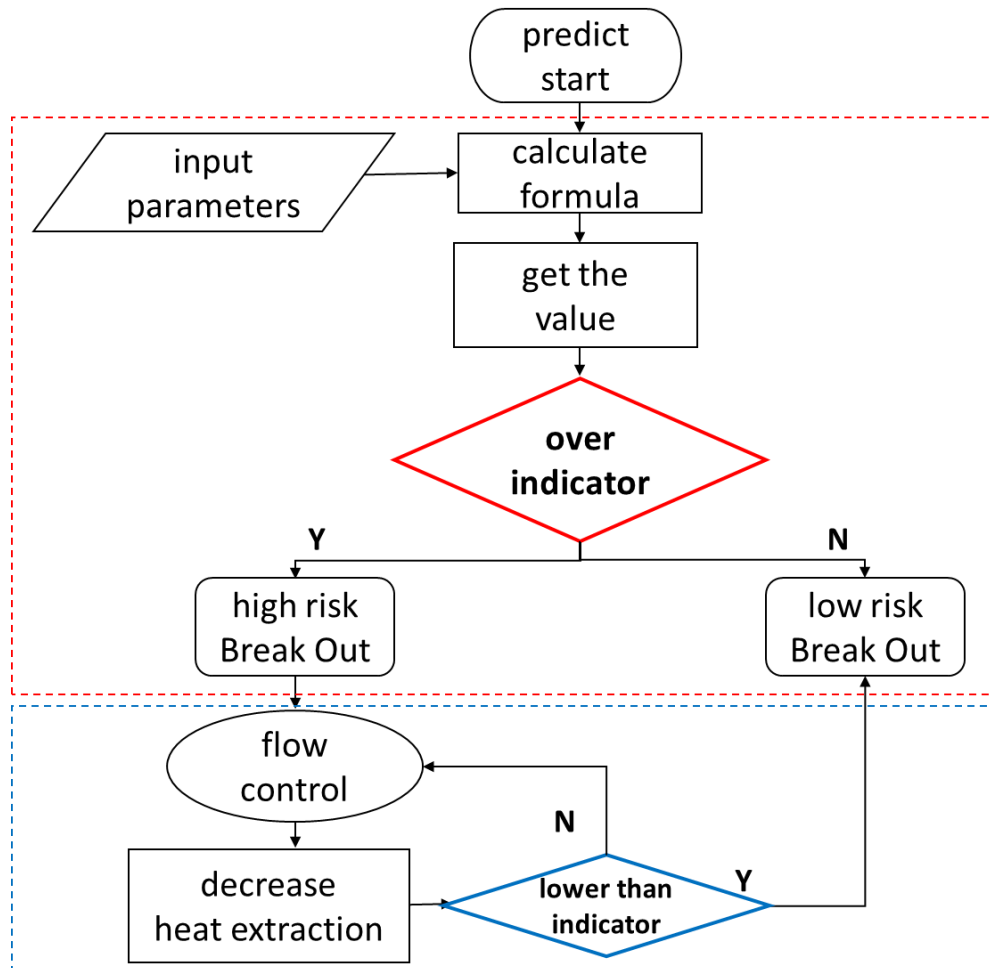 predict
start
input
parameters
calculate
formula
get the
value
over
indicator
Y
N
high risk
Break Out
low risk
Break Out
flow
control
N
decrease
heat extraction
lower than
indicator
Y